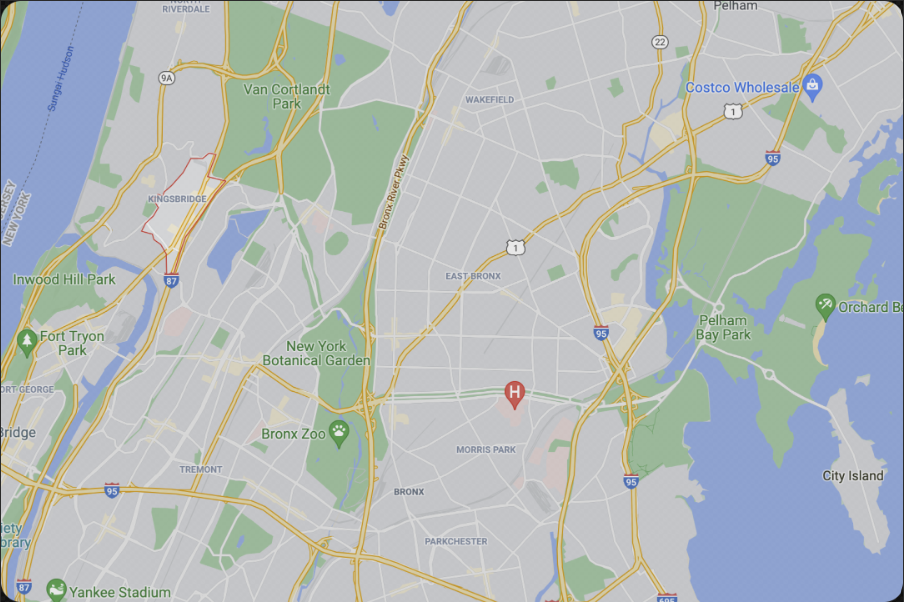 NORTH
RIVERDALE
Pelham
22
9A
Van Cortlandt
Park
Costco Wholesale
Sungai Hudson
WAKEFIELD
1
95
Bronx River Pkwy
JERSEY
NEW YORK
KINGSBRIDGE
1
EAST BRONX
Inwood Hill Park
87
Orchard Be
Fort Tryon
Park
95
Pelham
Bay Park
New York
Botanical Garden
ORT GEORGE
H
Bridge
Bronx Zoo
MORRIS PARK
TREMONT
City Island
95
BRONX
95
iety
brary
PARKCHESTER
87
Yankee Stadium
695